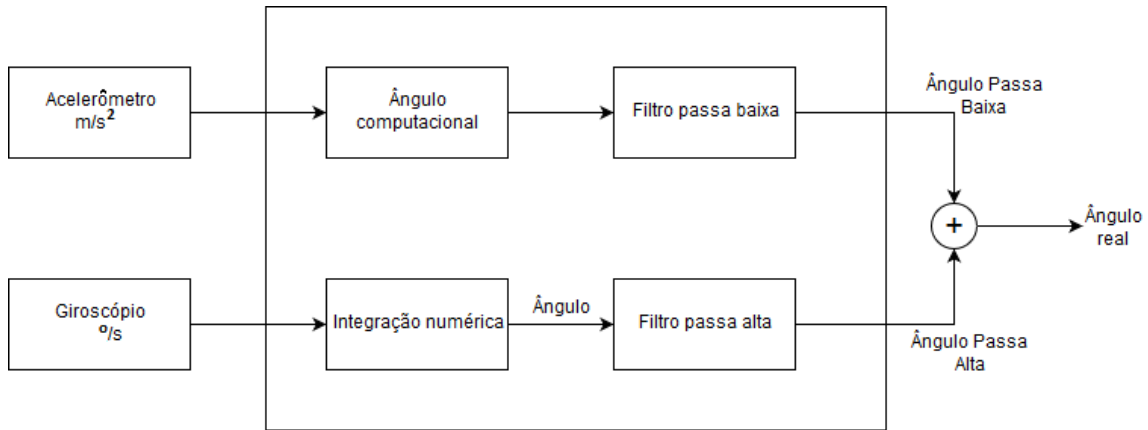 Acelerômetro
m/s²
Ângulo
computacional
Filtro passa baixa
Ângulo Passa
Baixa
+
Ângulo
real
Giroscópio
º/s
Integração numérica
Ângulo
Filtro passa alta
Ângulo Passa
Alta